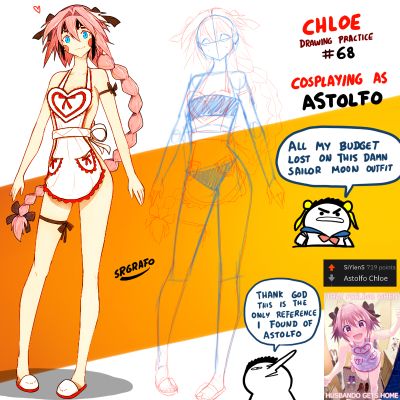 CHLOE
DRAWING PRACTICE
#68
COSPLAYING AS
ASTOLFO
ALL MY BUDGET
LOST ON THIS DAMN
SAILOR MOON OUTFIT
SRGRAFO
SiYienS 719 points
Astolfo Chloe
THANK GOD
THIS IS THE
ONLY REFERENCE
I FOUND OF
ASTOLFO
HUSBANDO GETS HOME